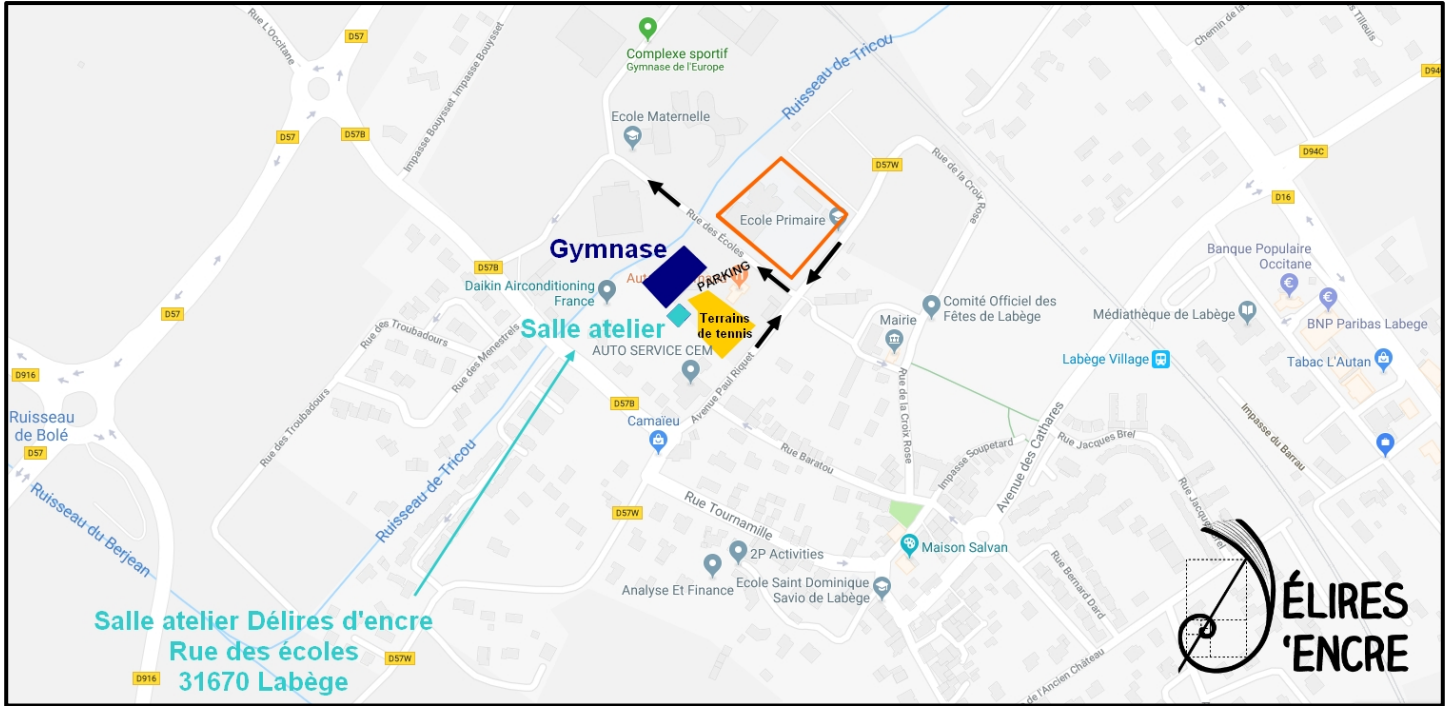 Rue L'Occitane
D57
Complexe sportif
Gymnase de l'Europe
Ruisseau de Tricou
Chemin de la
Tilleuls
D94
Impasse Bouysset
Impasse Bouysset
Ecole Maternelle
D57
D57B
D57W
Rue de la Croix Rose
D94C
D16
Ecole Primaire
Rue des Écoles
Gymnase
PARKING
Banque Populaire
Occitane
D57B
Daikin Airconditioning
France
D57
Salle atelier
Terrains
de tennis
Comité Officiel des
Fêtes de Labège
Mairie
Médiathèque de Labège
BNP Paribas Labege
Rue des Troubadours
Rue des Menestrels
AUTO SERVICE CEM
Labège Village
Tabac L'Autan
D916
Avenue Paul Riquet
Rue de la Croix Rose
Rue des Troubadours
D57B
Camaïeu
Ruisseau
de Bolé
D57
Rue Baratou
Impasse Soupetard
Avenue des Cathares
Rue Jacques Brel
Impasse du Barrau
Ruisseau de Tricou
Ruisseau du Berjean
D57W
Rue Tournamille
Rue Jacques Brel
Maison Salvan
2P Activities
Analyse Et Finance
Ecole Saint Dominique
Savio de Labège
Rue Bernard Dard
Salle atelier Délires d'encre
Rue des écoles
31670 Labège
D57W
D916
e de l'Ancien Château
ÉLIRES
'ENCRE